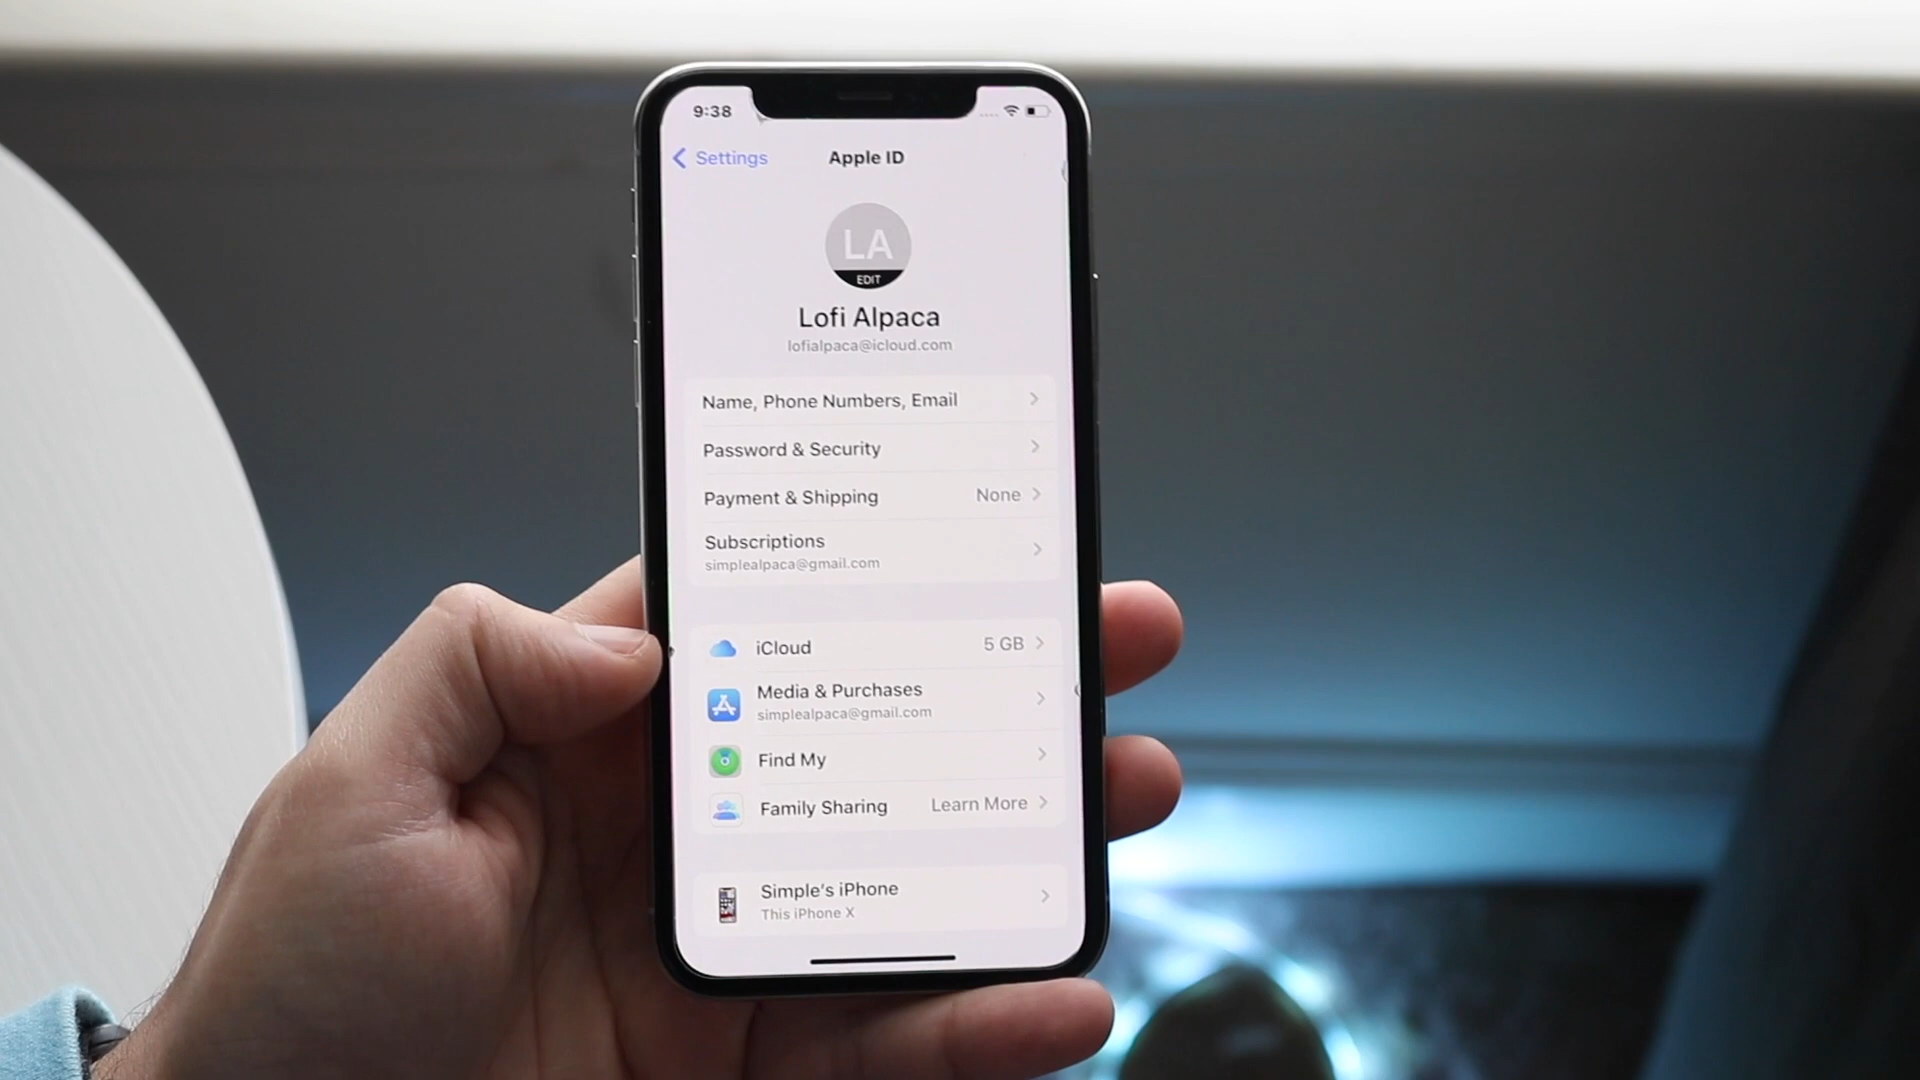 9:38
Settings
Apple ID
LA
EDIT
Lofi Alpaca
lofialpaca@icloud.com
Name, Phone Numbers, Email
Password & Security
Payment & Shipping None
Subscriptions
simplealpaca@gmail.com
iCloud 5 GB
Media & Purchases
simplealpaca@gmail.com
Find My
Family Sharing Learn More
Simple's iPhone
This iPhone X